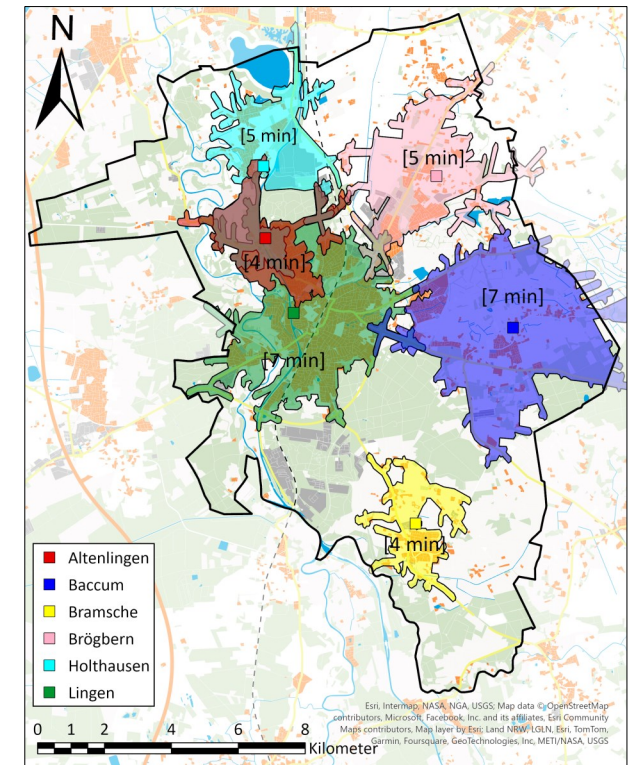 N
[5 min]
[5 min]
[4 min]
[7 min]
[7 min]
[4 min]
Altenlingen
Baccum
Bramsche
Brögbern
Holthausen
Lingen
Esri, Intermap, NASA, NGA, USGS; Map data © OpenStreetMap
contributors, Microsoft, Facebook, Inc. and its affiliates, Esri Community
Maps contributors, Map layer by Esri; Land NRW, LGLN, Esri, TomTom,
Garmin, Foursquare, GeoTechnologies, Inc, METI/NASA, USGS
0 1 2 4 6 8
Kilometer